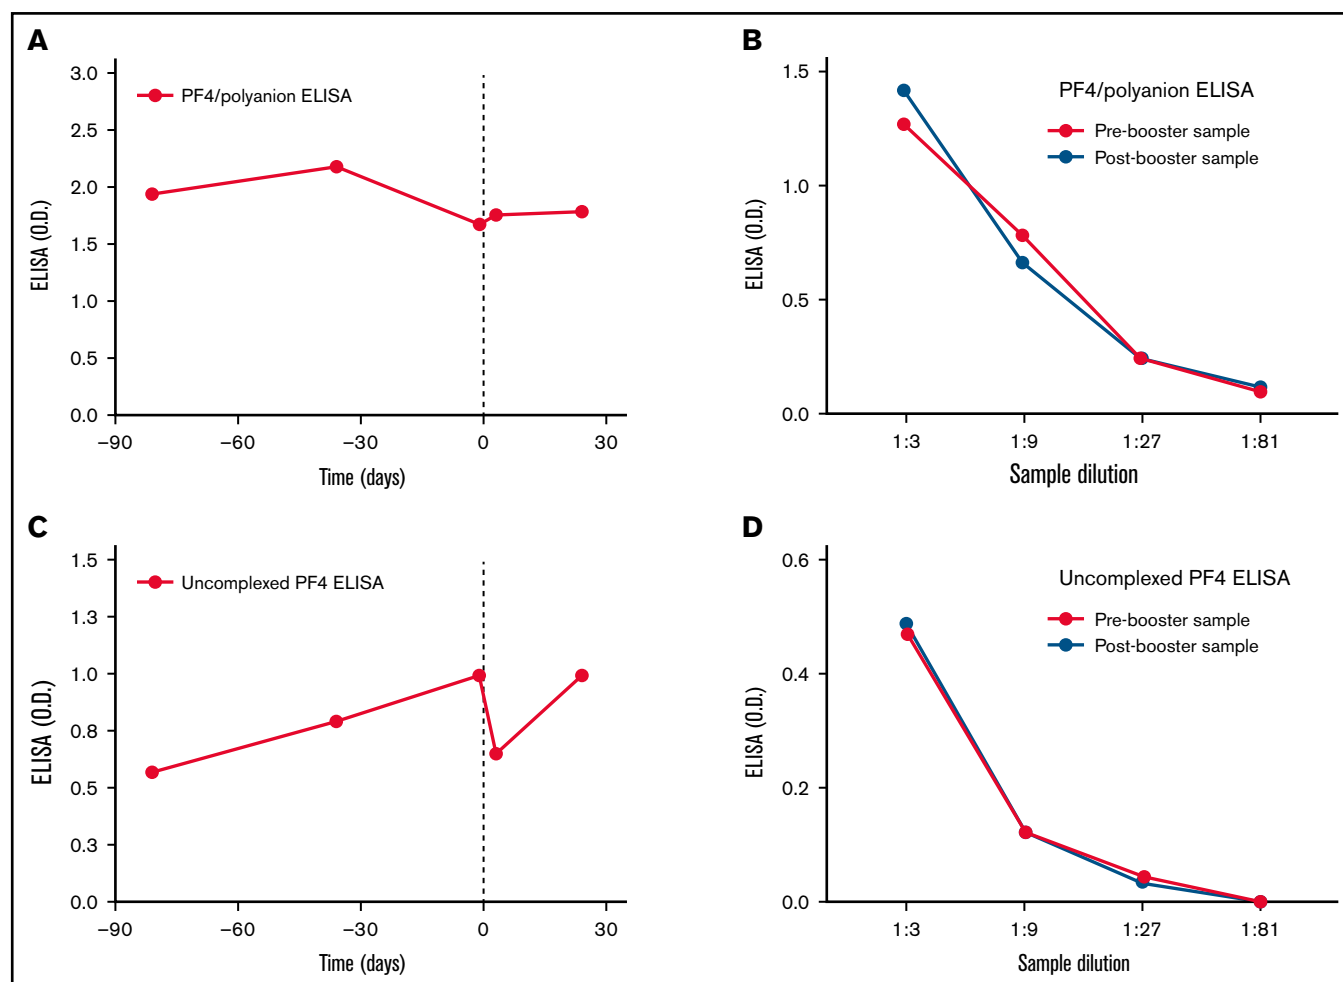 A
PF4/polyanion ELISA
ELISA (O.D.)
3.0
2.5
2.0
1.5
1.0
0.5
0.0
–90
–60
–30
0
30
Time (days)
B
PF4/polyanion ELISA
Pre-booster sample
Post-booster sample
ELISA (O.D.)
1.5
1.0
0.5
0.0
1:3
1:9
1:27
1:81
Sample dilution
C
Uncomplexed PF4 ELISA
ELISA (O.D.)
1.5
1.3
1.0
0.8
0.5
0.3
0.0
–90
–60
–30
0
30
Time (days)
D
Uncomplexed PF4 ELISA
Pre-booster sample
Post-booster sample
ELISA (O.D.)
0.6
0.4
0.2
0.0
1:3
1:9
1:27
1:81
Sample dilution